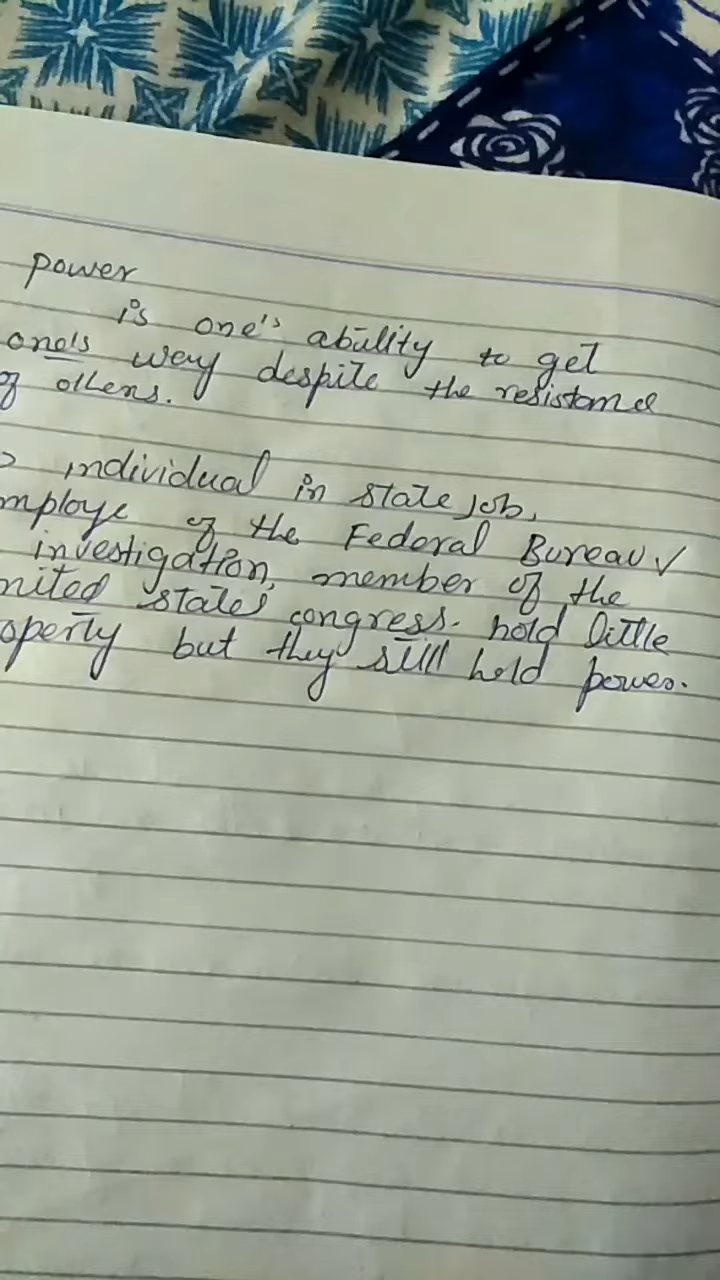 power
is one's ability to get
one's way despite the resistance
of others.
individual in state job,
mploye of the Federal Bureau
investigation, member of the
nited states congress. hold little
operty but they still hold power.